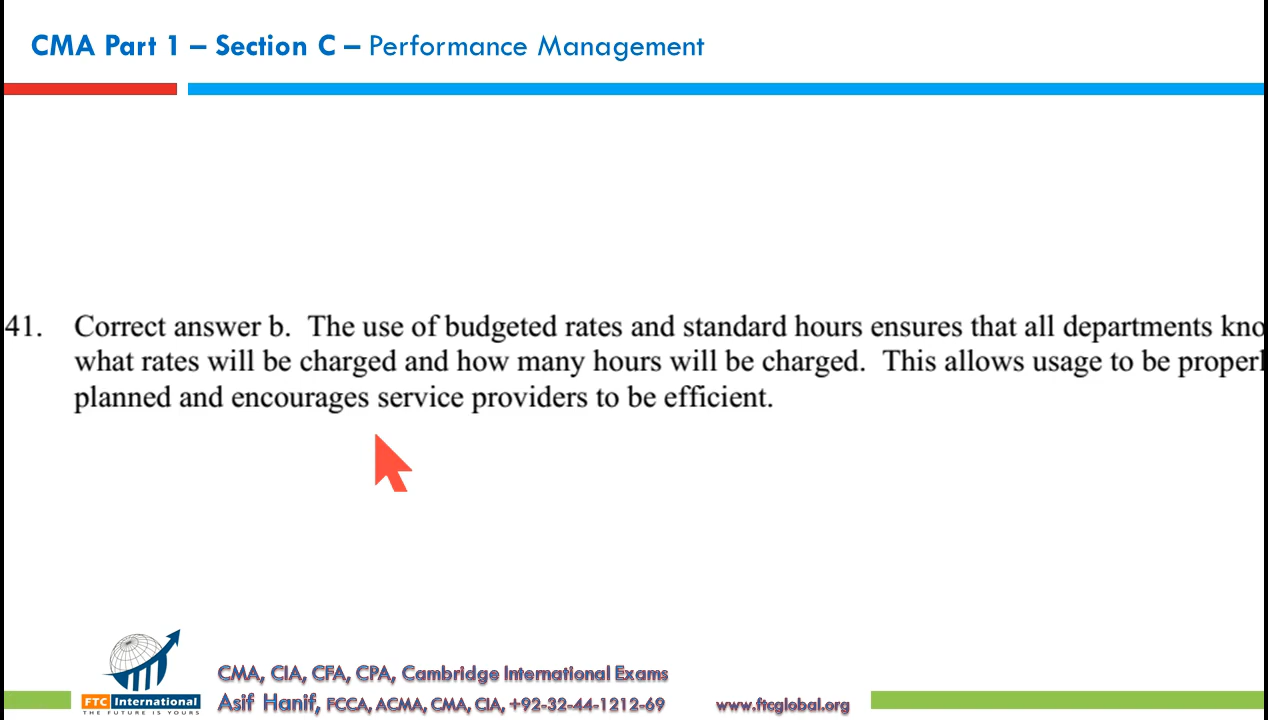 CMA Part 1 – Section C – Performance Management
41. Correct answer b. The use of budgeted rates and standard hours ensures that all departments kno
what rates will be charged and how many hours will be charged. This allows usage to be properl
planned and encourages service providers to be efficient.
CMA, CIA, CFA, CPA, Cambridge International Exams
FTC International
Asif Hanif, FCCA, ACMA, CMA, CIA, +92-32-44-1212-69 www.ftcglobal.org
THE FUTURE IS YOURS